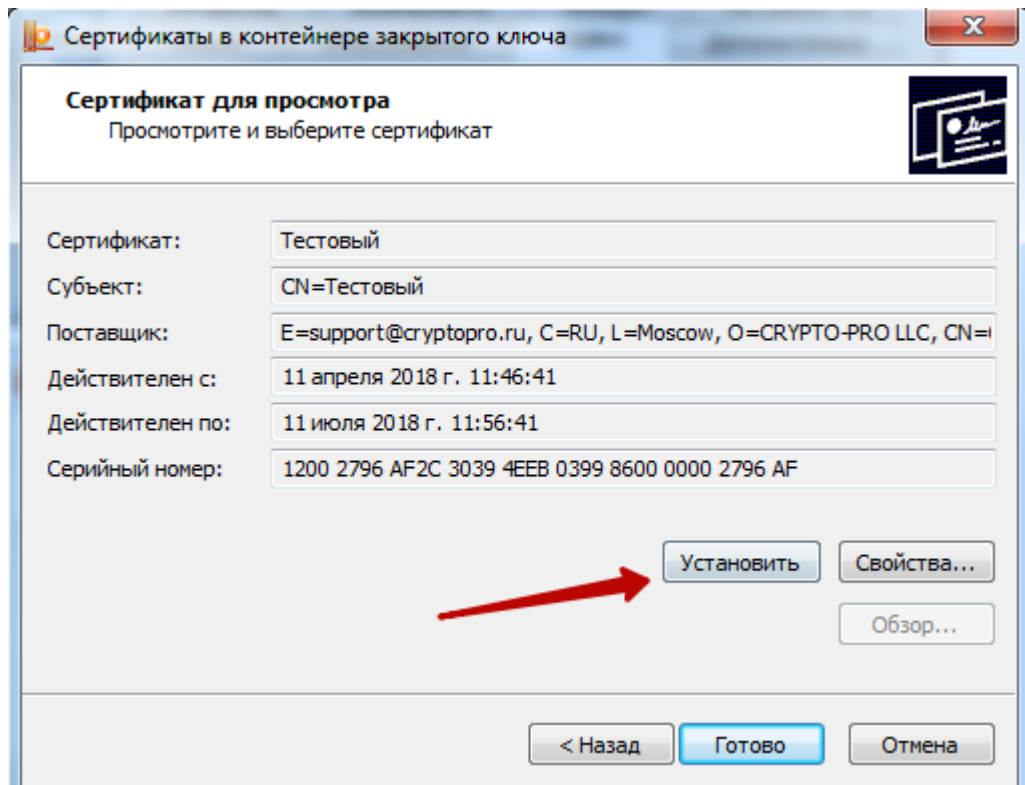 Сертификаты в контейнере закрытого ключа
Сертификат для просмотра
Просмотрите и выберите сертификат
Сертификат: Тестовый
Субъект: CN=Тестовый
Поставщик: E=support@cryptopro.ru, C=RU, L=Moscow, O=CRYPTO-PRO LLC, CN=
Действителен с: 11 апреля 2018 г. 11:46:41
Действителен по: 11 июля 2018 г. 11:56:41
Серийный номер: 1200 2796 AF2C 3039 4EEB 0399 8600 0000 2796 AF
Установить Свойства...
Обзор...
< Назад Готово Отмена